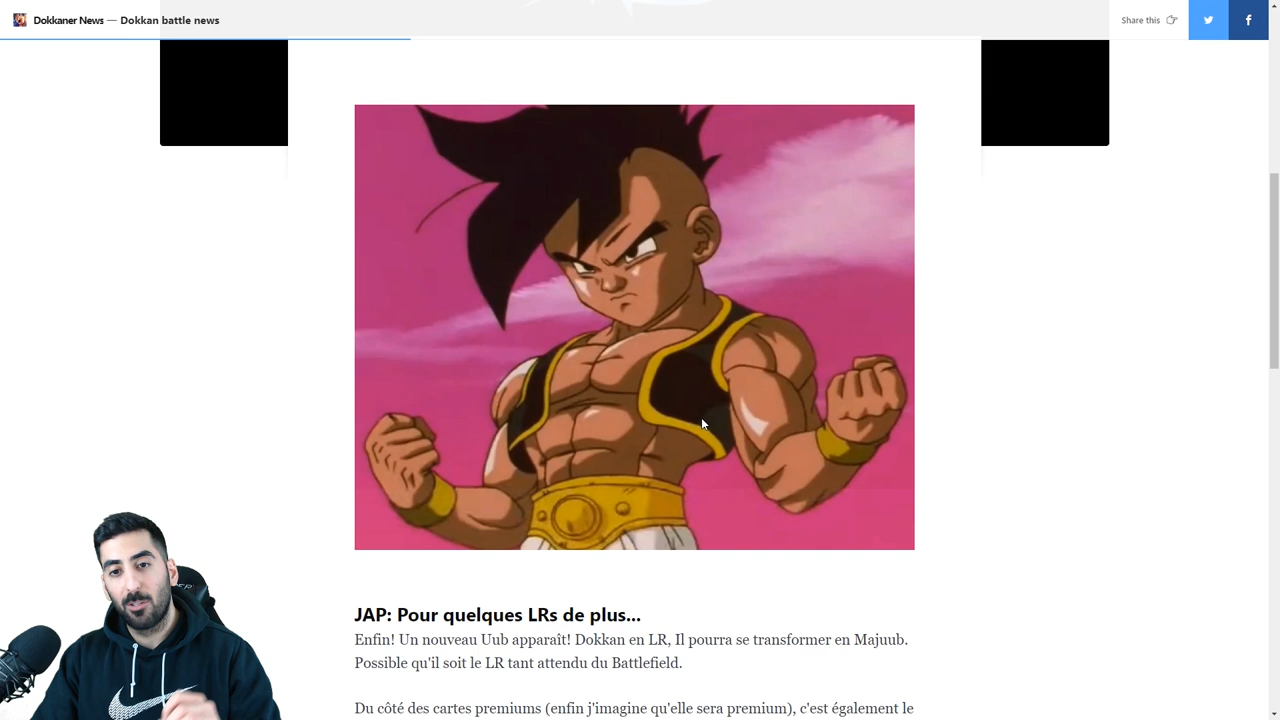 Dokkaner News — Dokkan battle news
Share this
JAP: Pour quelques LRs de plus...
Enfin! Un nouveau Uub apparaît! Dokkan en LR, Il pourra se transformer en Majuub.
Possible qu'il soit le LR tant attendu du Battlefield.
Du côté des cartes premiums (enfin j'imagine qu'elle sera premium), c'est également le